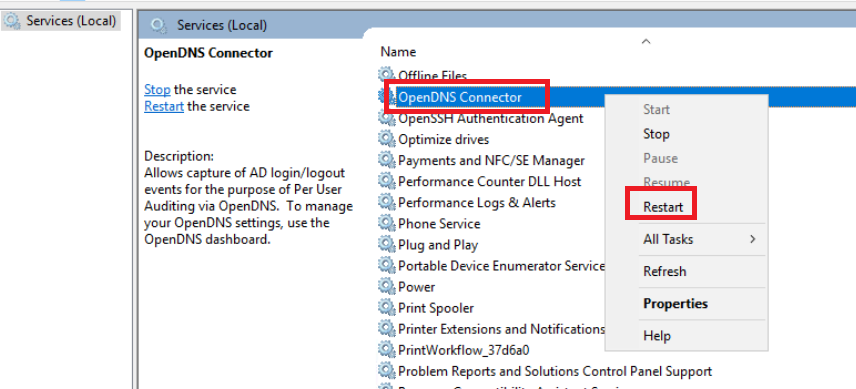 Services (Local)
Services (Local)
OpenDNS Connector
Stop the service
Restart the service
Description:
Allows capture of AD login/logout
events for the purpose of Per User
Auditing via OpenDNS. To manage
your OpenDNS settings, use the
OpenDNS dashboard.
Name
Offline Files
OpenDNS Connector
OpenSSH Authentication Agent
Optimize drives
Payments and NFC/SE Manager
Performance Counter DLL Host
Performance Logs & Alerts
Phone Service
Plug and Play
Portable Device Enumerator Service
Power
Print Spooler
Printer Extensions and Notifications
PrintWorkflow_37d6a0
Problem Reports and Solutions Control Panel Support
Start
Stop
Pause
Resume
Restart
All Tasks
Refresh
Properties
Help